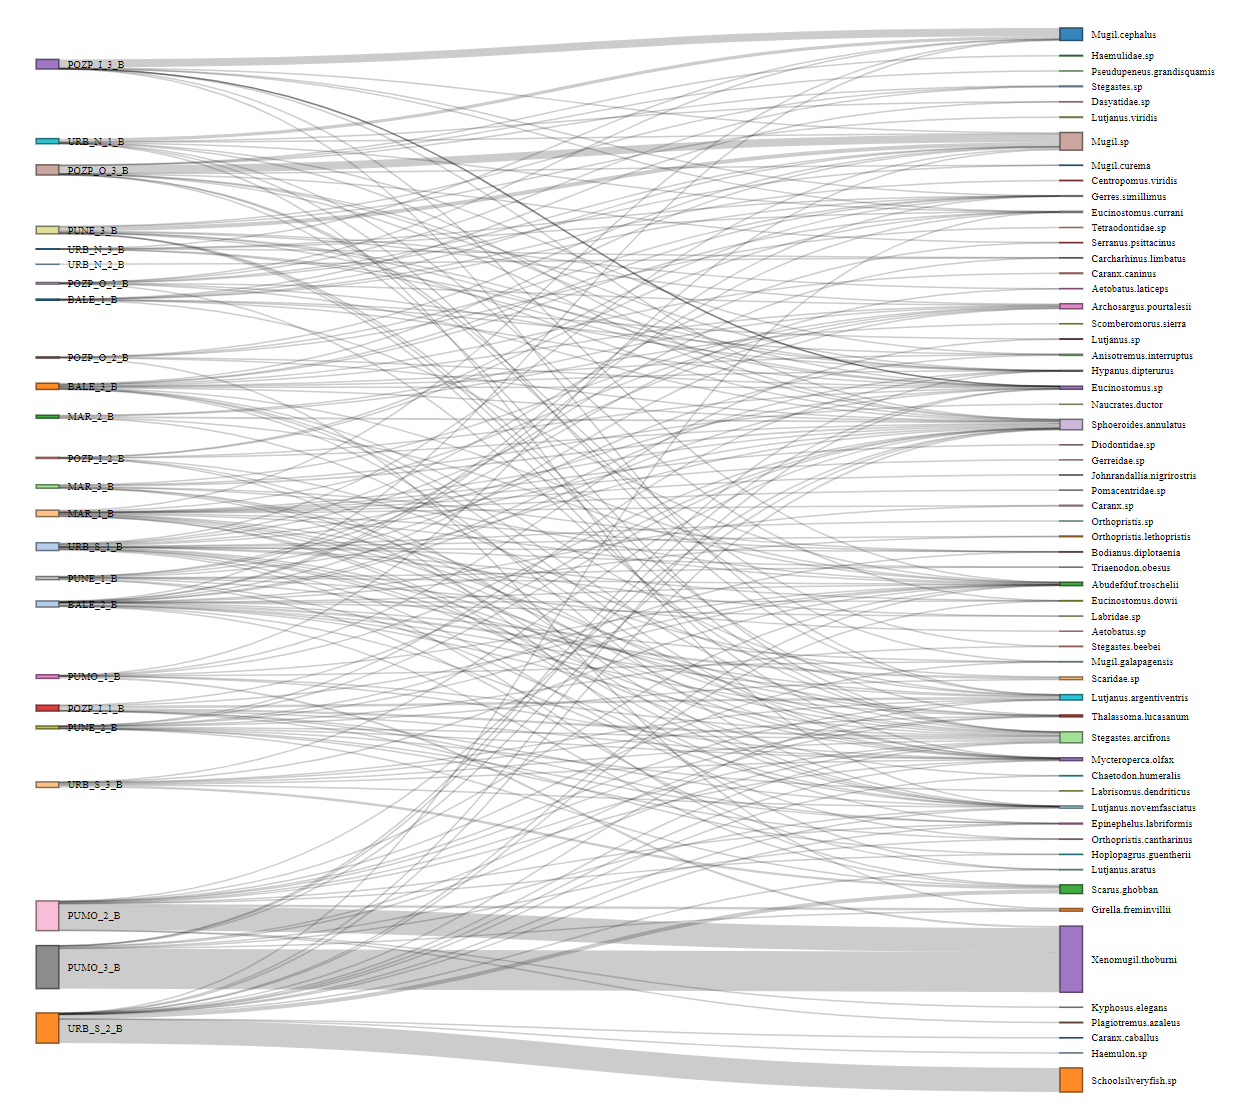 POZP_I_3_B
URB_N_1_B
POZP_O_3_B
PUNE_3_B
URB_N_3_B
URB_N_2_B
POZP_O_1_B
BALE_1_B
POZP_O_2_B
BALE_3_B
MAR_2_B
POZP_I_2_B
MAR_3_B
MAR_1_B
URB_S_1_B
PUNE_1_B
BALE_2_B
PUMO_1_B
POZP_I_1_B
PUNE_2_B
URB_S_3_B
PUMO_2_B
PUMO_3_B
URB_S_2_B
Mugil.cephalus
Haemulidae.sp
Pseudupeneus.grandisquamis
Stegastes.sp
Dasyatidae.sp
Lutjanus.viridis
Mugil.sp
Mugil.curema
Centropomus.viridis
Gerres.simillimus
Eucinostomus.currani
Tetraodontidae.sp
Serranus.psittacinus
Carcharhinus.limbatus
Caranx.caninus
Aetobatus.laticeps
Archosargus.pourtalesii
Scomberomorus.sierra
Lutjanus.sp
Anisotremus.interruptus
Hypanus.dipterurus
Eucinostomus.sp
Naucrates.ductor
Sphoeroides.annulatus
Diodontidae.sp
Gerreidae.sp
Johnrandallia.nigrirostris
Pomacentridae.sp
Caranx.sp
Orthopristis.sp
Orthopristis.lethopristis
Bodianus.diplotaenia
Triaenodon.obesus
Abudefduf.troschelii
Eucinostomus.dowii
Labridae.sp
Aetobatus.sp
Stegastes.beebei
Mugil.galapagensis
Scaridae.sp
Lutjanus.argentiventris
Thalassoma.lucasanum
Stegastes.arcifrons
Mycteroperca.olfax
Chaetodon.humeralis
Labrisomus.dendriticus
Lutjanus.novemfasciatus
Epinephelus.labriformis
Orthopristis.cantharinus
Hoplopagrus.guentherii
Lutjanus.aratus
Scarus.ghobban
Girella.freminvillii
Xenomugil.thoburni
Kyphosus.elegans
Plagiotremus.azaleus
Caranx.caballus
Haemulon.sp
Schoolsilveryfish.sp